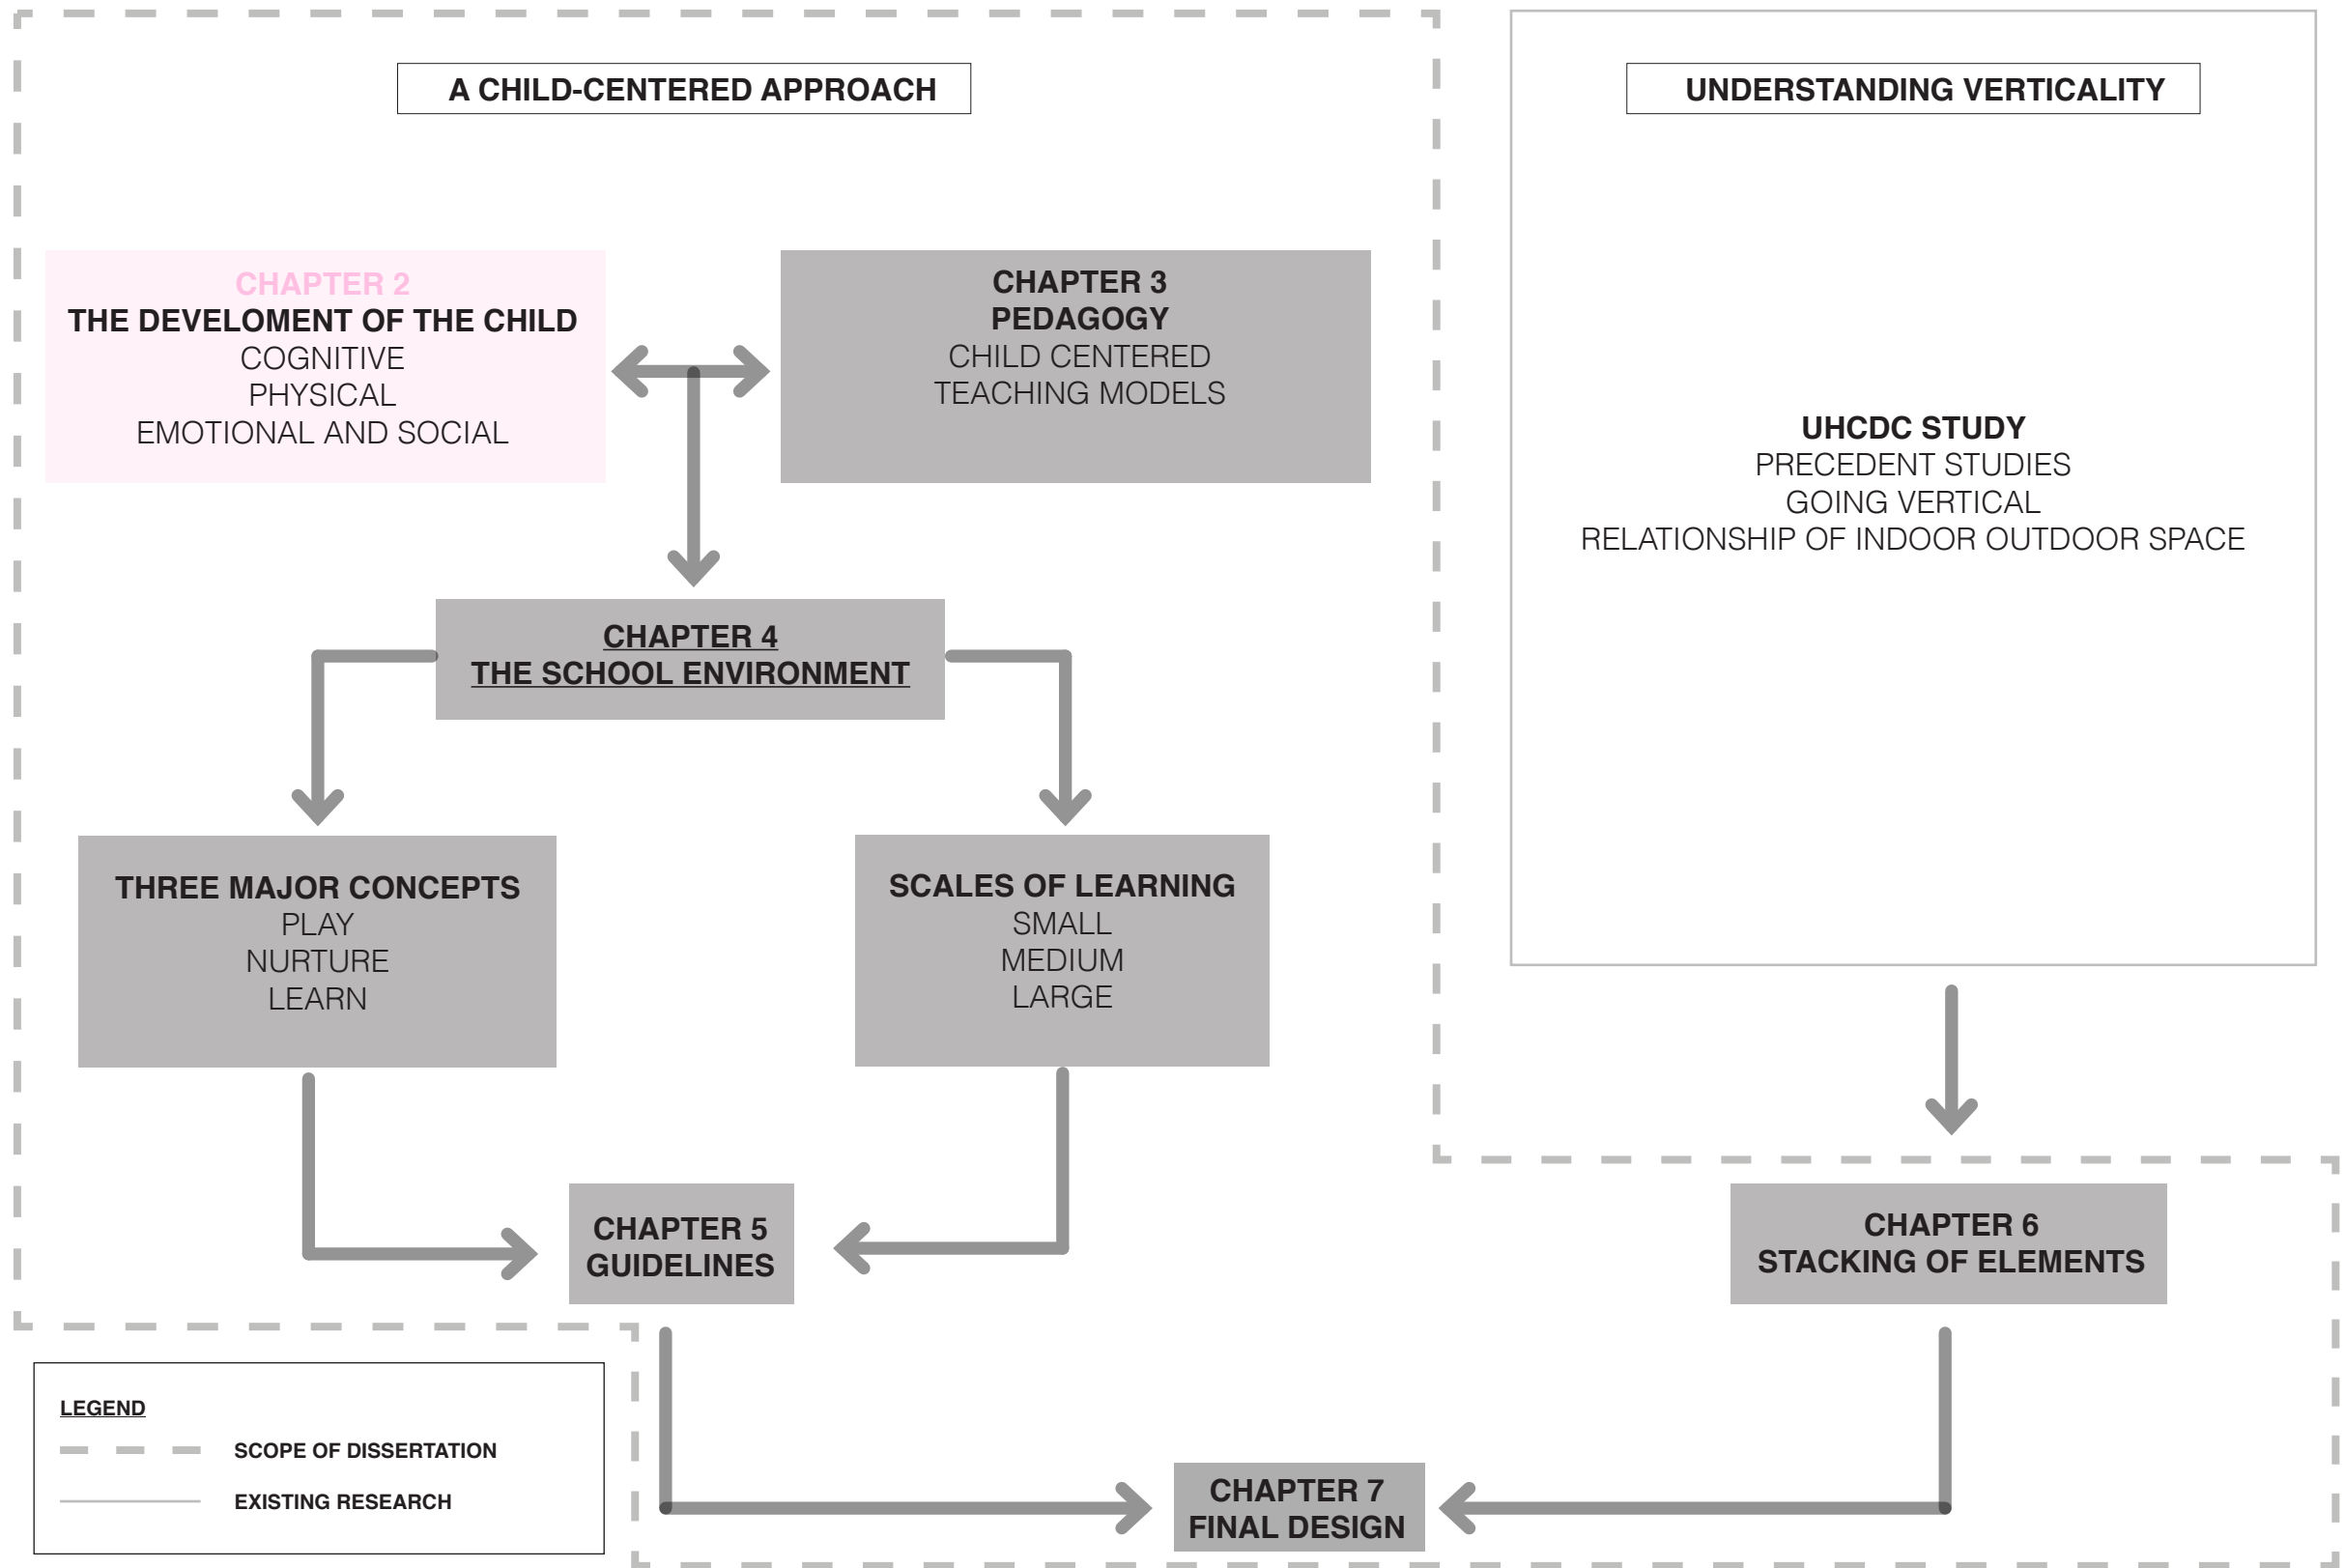 A CHILD-CENTERED APPROACH
UNDERSTANDING VERTICALITY
CHAPTER 2
THE DEVELOMENT OF THE CHILD
COGNITIVE
PHYSICAL
EMOTIONAL AND SOCIAL
CHAPTER 3
PEDAGOGY
CHILD CENTERED
TEACHING MODELS
UHCDC STUDY
PRECEDENT STUDIES
GOING VERTICAL
RELATIONSHIP OF INDOOR OUTDOOR SPACE
CHAPTER 4
THE SCHOOL ENVIRONMENT
THREE MAJOR CONCEPTS
PLAY
NURTURE
LEARN
SCALES OF LEARNING
SMALL
MEDIUM
LARGE
CHAPTER 5
GUIDELINES
CHAPTER 6
STACKING OF ELEMENTS
LEGEND
SCOPE OF DISSERTATION
EXISTING RESEARCH
CHAPTER 7
FINAL DESIGN